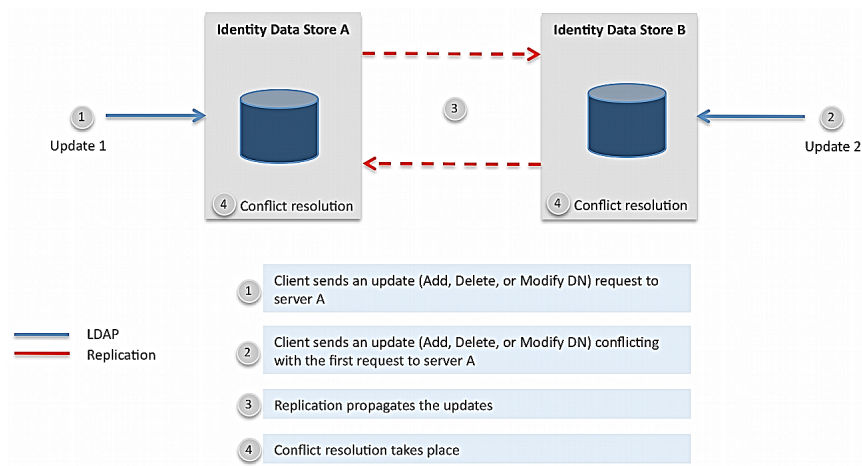 Identity Data Store A
Identity Data Store B
1
Update 1
3
2
Update 2
4 Conflict resolution
4 Conflict resolution
1 Client sends an update (Add, Delete, or Modify DN) request to
server A
LDAP
Replication
2 Client sends an update (Add, Delete, or Modify DN) conflicting
with the first request to server A
3 Replication propagates the updates
4 Conflict resolution takes place